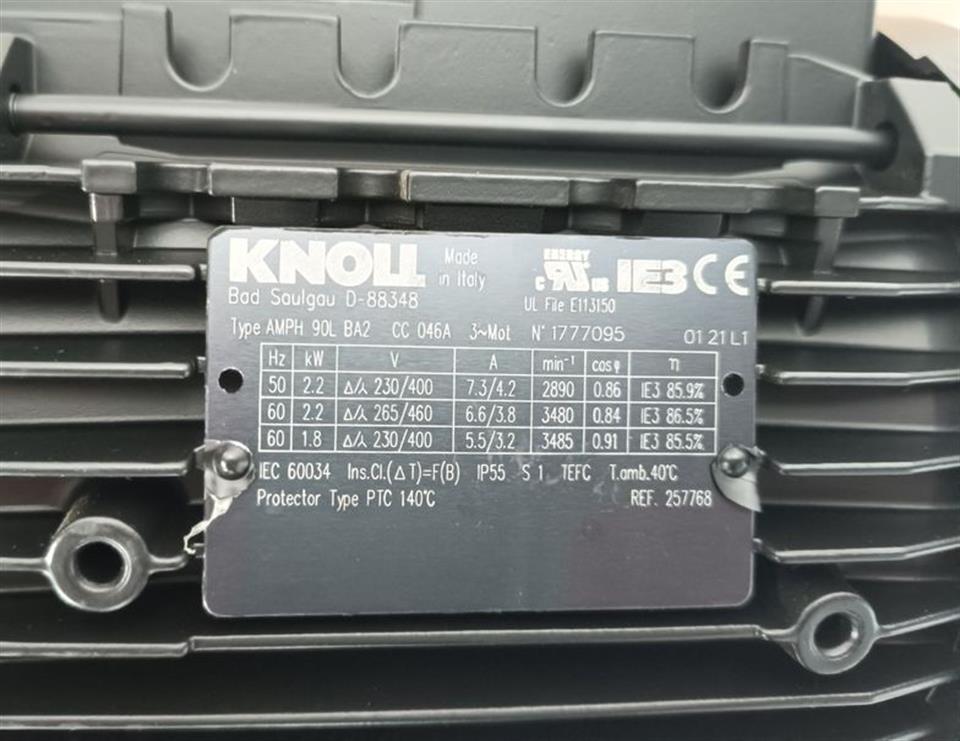 KNOLL Made in Italy ENERGY c UR us IE3 CE
Bad Saulgau D-88348 UL File E113150
Type AMPH 90L BA2 CC 046A 3~Mot N° 1777095 01 21 L1
Hz kW V A min⁻¹ cosφ η
50 2.2 Δ/⅄ 230/400 7.3/4.2 2890 0.86 IE3 85.9%
60 2.2 Δ/⅄ 265/460 6.6/3.8 3480 0.84 IE3 86.5%
60 1.8 Δ/⅄ 230/400 5.5/3.2 3485 0.91 IE3 85.5%
IEC 60034 Ins.Cl.(ΔT)=F(B) IP55 S 1 TEFC T.amb.40°C
Protector Type PTC 140°C REF. 257768